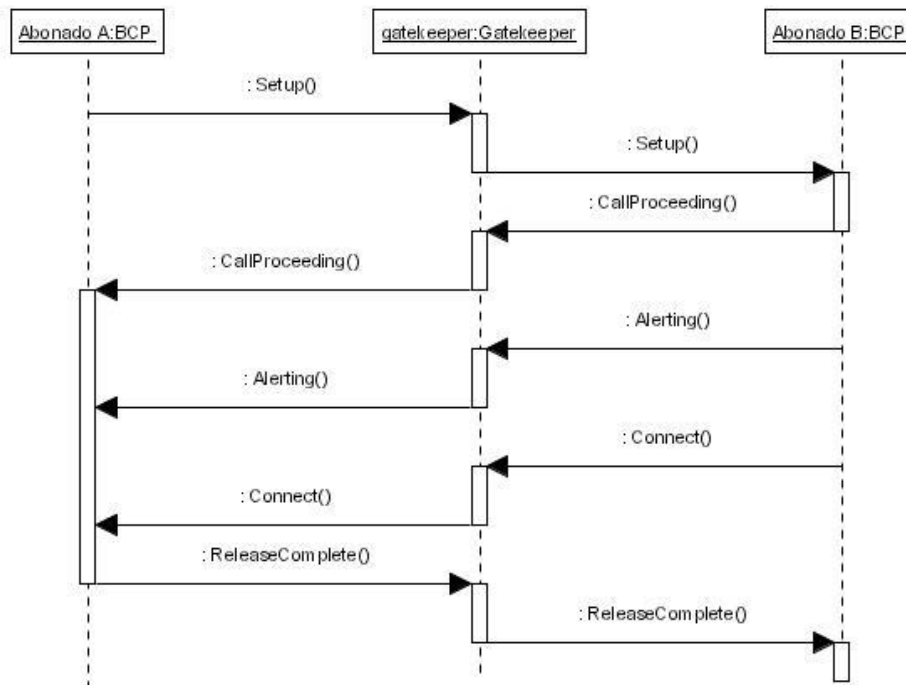 Abonado A:BCP
gatekeeper:Gatekeeper
Abonado B:BCP
: Setup()
: Setup()
: CallProceeding()
: CallProceeding()
: Alerting()
: Alerting()
: Connect()
: Connect()
: ReleaseComplete()
: ReleaseComplete()